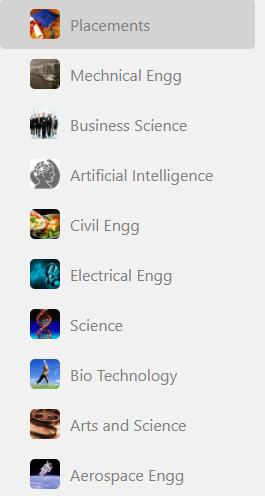 Placements
Mechnical Engg
Business Science
Artificial Intelligence
Civil Engg
Electrical Engg
Science
Bio Technology
Arts and Science
Aerospace Engg